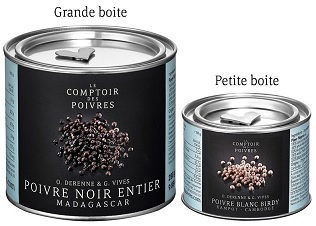 Grande boite
LE
COMPTOIR
DES
POIVRES
O. DERENNE & G. VIVES
POIVRE NOIR ENTIER
MADAGASCAR
Petite boite
LE
COMPTOIR
DES
POIVRES
O. DERENNE & G. VIVES
POIVRE BLANC BIRDY
KAMPOT - CAMBODGE